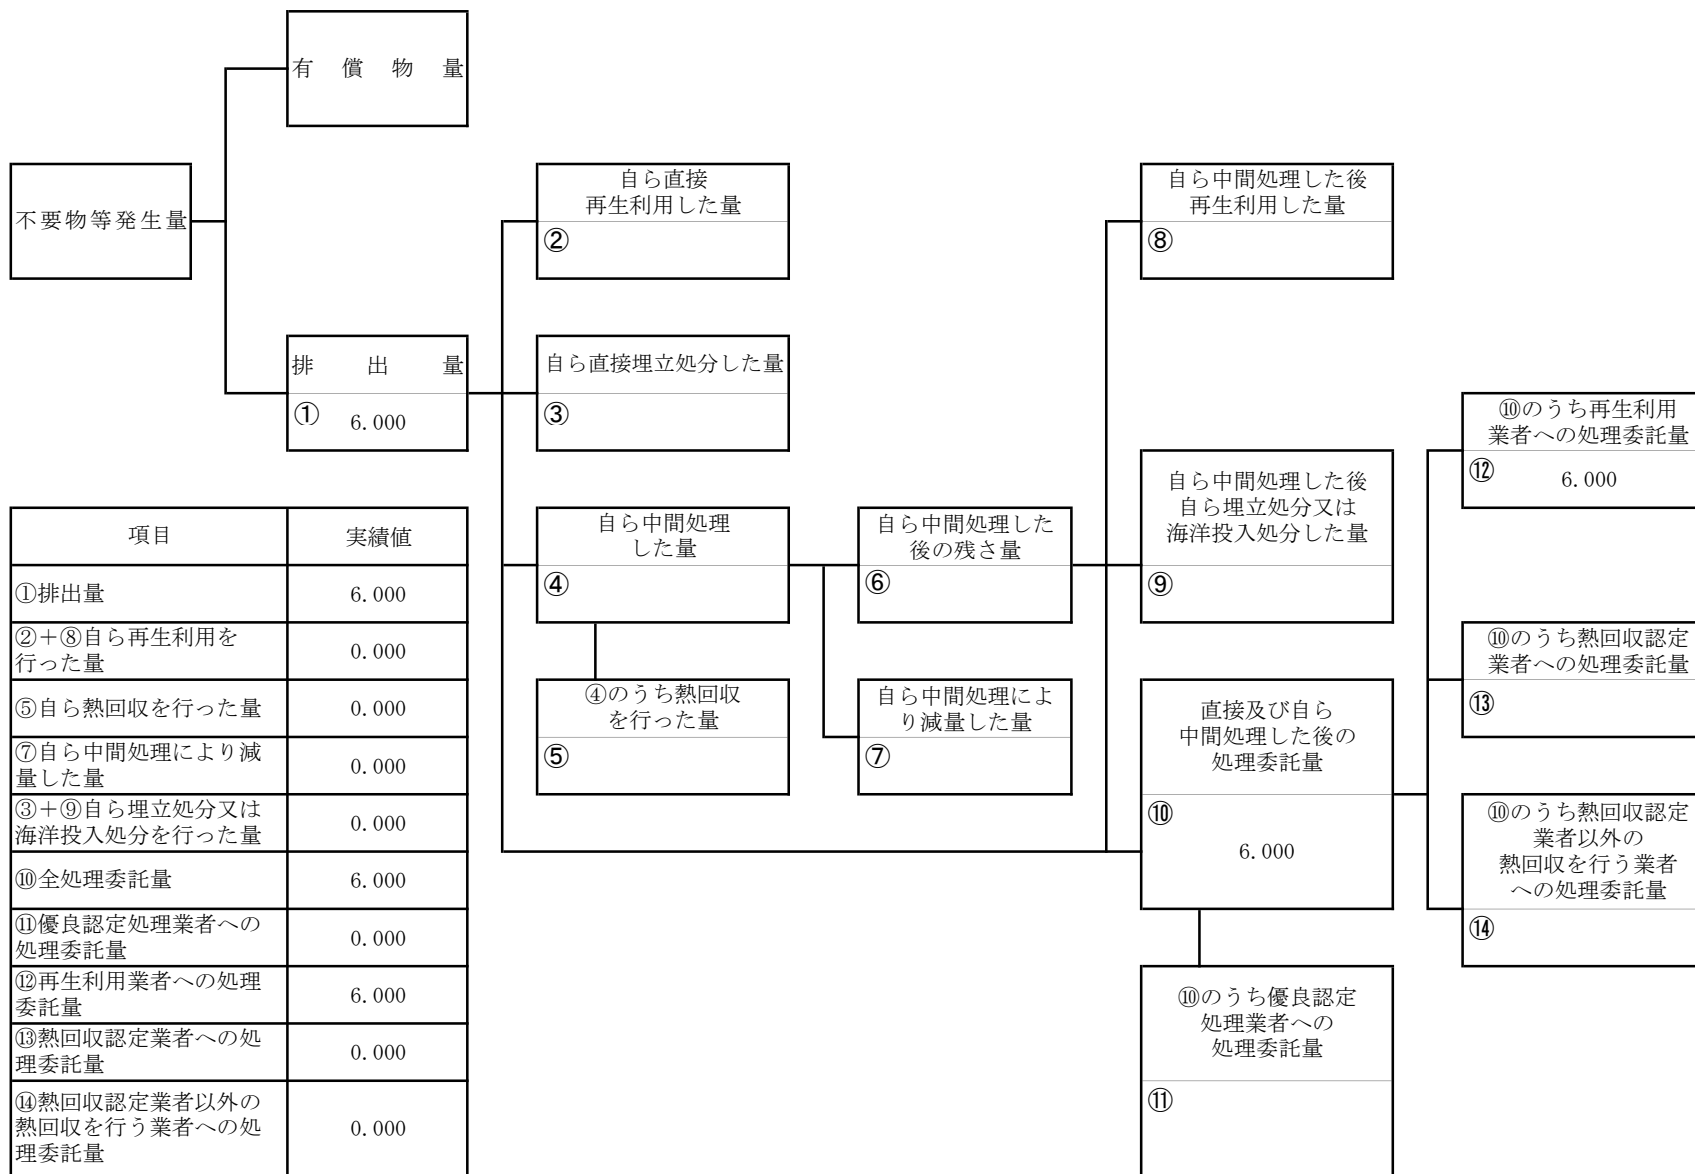 有償物量
不要物等発生量
排出量
① 6.000
自ら直接
再生利用した量
②
自ら直接埋立処分した量
③
自ら中間処理
した量
④
④のうち熱回収
を行った量
⑤
自ら中間処理した
後の残さ量
⑥
自ら中間処理によ
り減量した量
⑦
自ら中間処理した後
再生利用した量
⑧
自ら中間処理した後
自ら埋立処分又は
海洋投入処分した量
⑨
直接及び自ら
中間処理した後の
処理委託量
⑩
6.000
⑩のうち優良認定
処理業者への
処理委託量
⑪
⑩のうち再生利用
業者への処理委託量
⑫ 6.000
⑩のうち熱回収認定
業者への処理委託量
⑬
⑩のうち熱回収認定
業者以外の
熱回収を行う業者
への処理委託量
⑭
項目 実績値
①排出量 6.000
②＋⑧自ら再生利用を
行った量 0.000
⑤自ら熱回収を行った量 0.000
⑦自ら中間処理により減
量した量 0.000
③＋⑨自ら埋立処分又は
海洋投入処分を行った量 0.000
⑩全処理委託量 6.000
⑪優良認定処理業者への
処理委託量 0.000
⑫再生利用業者への処理
委託量 6.000
⑬熱回収認定業者への処
理委託量 0.000
⑭熱回収認定業者以外の
熱回収を行う業者への処
理委託量 0.000